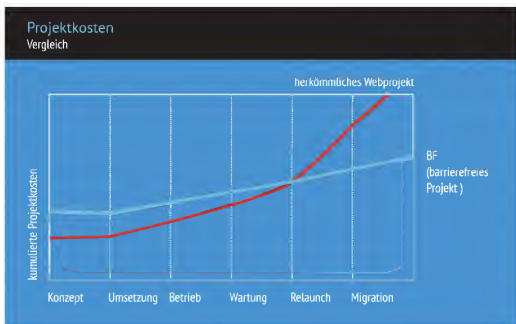 Projektkosten
Vergleich
herkömmliches Webprojekt
BF
(barrierefreies
Projekt )
kumulierte Projektkosten
Konzept Umsetzung Betrieb Wartung Relaunch Migration